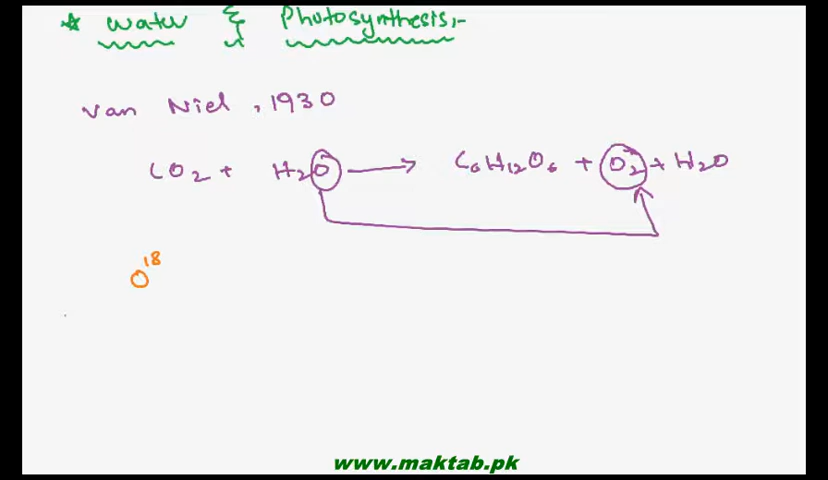 * Water & Photosynthesis:-
Van Niel, 1930
CO2 + H2O → C6H12O6 + O2 + H2O
O18
www.maktab.pk